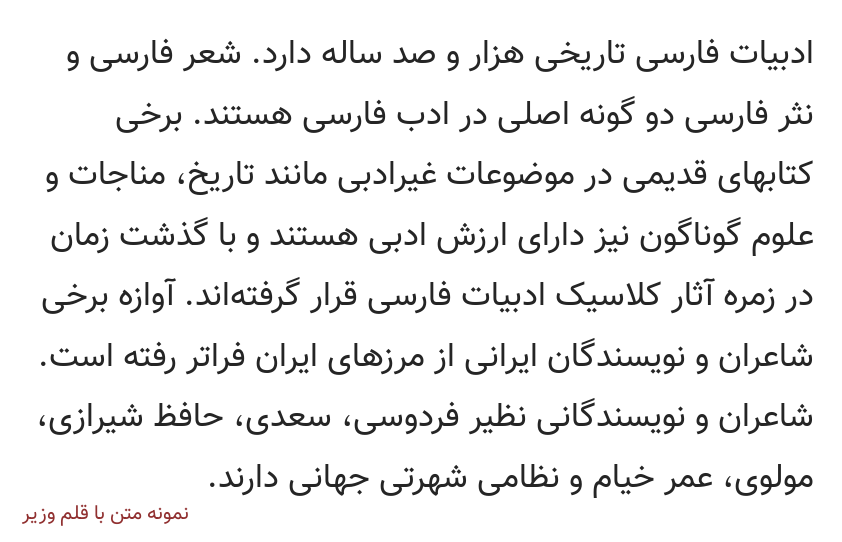 ادبیات فارسی تاریخی هزار و صد ساله دارد. شعر فارسی و
نثر فارسی دو گونه اصلی در ادب فارسی هستند. برخی
کتابهای قدیمی در موضوعات غیرادبی مانند تاریخ، مناجات و
علوم گوناگون نیز دارای ارزش ادبی هستند و با گذشت زمان
در زمره آثار کلاسیک ادبیات فارسی قرار گرفته‌اند. آوازه برخی
شاعران و نویسندگان ایرانی از مرزهای ایران فراتر رفته است.
شاعران و نویسندگانی نظیر فردوسی، سعدی، حافظ شیرازی،
مولوی، عمر خیام و نظامی شهرتی جهانی دارند.
نمونه متن با قلم وزیر